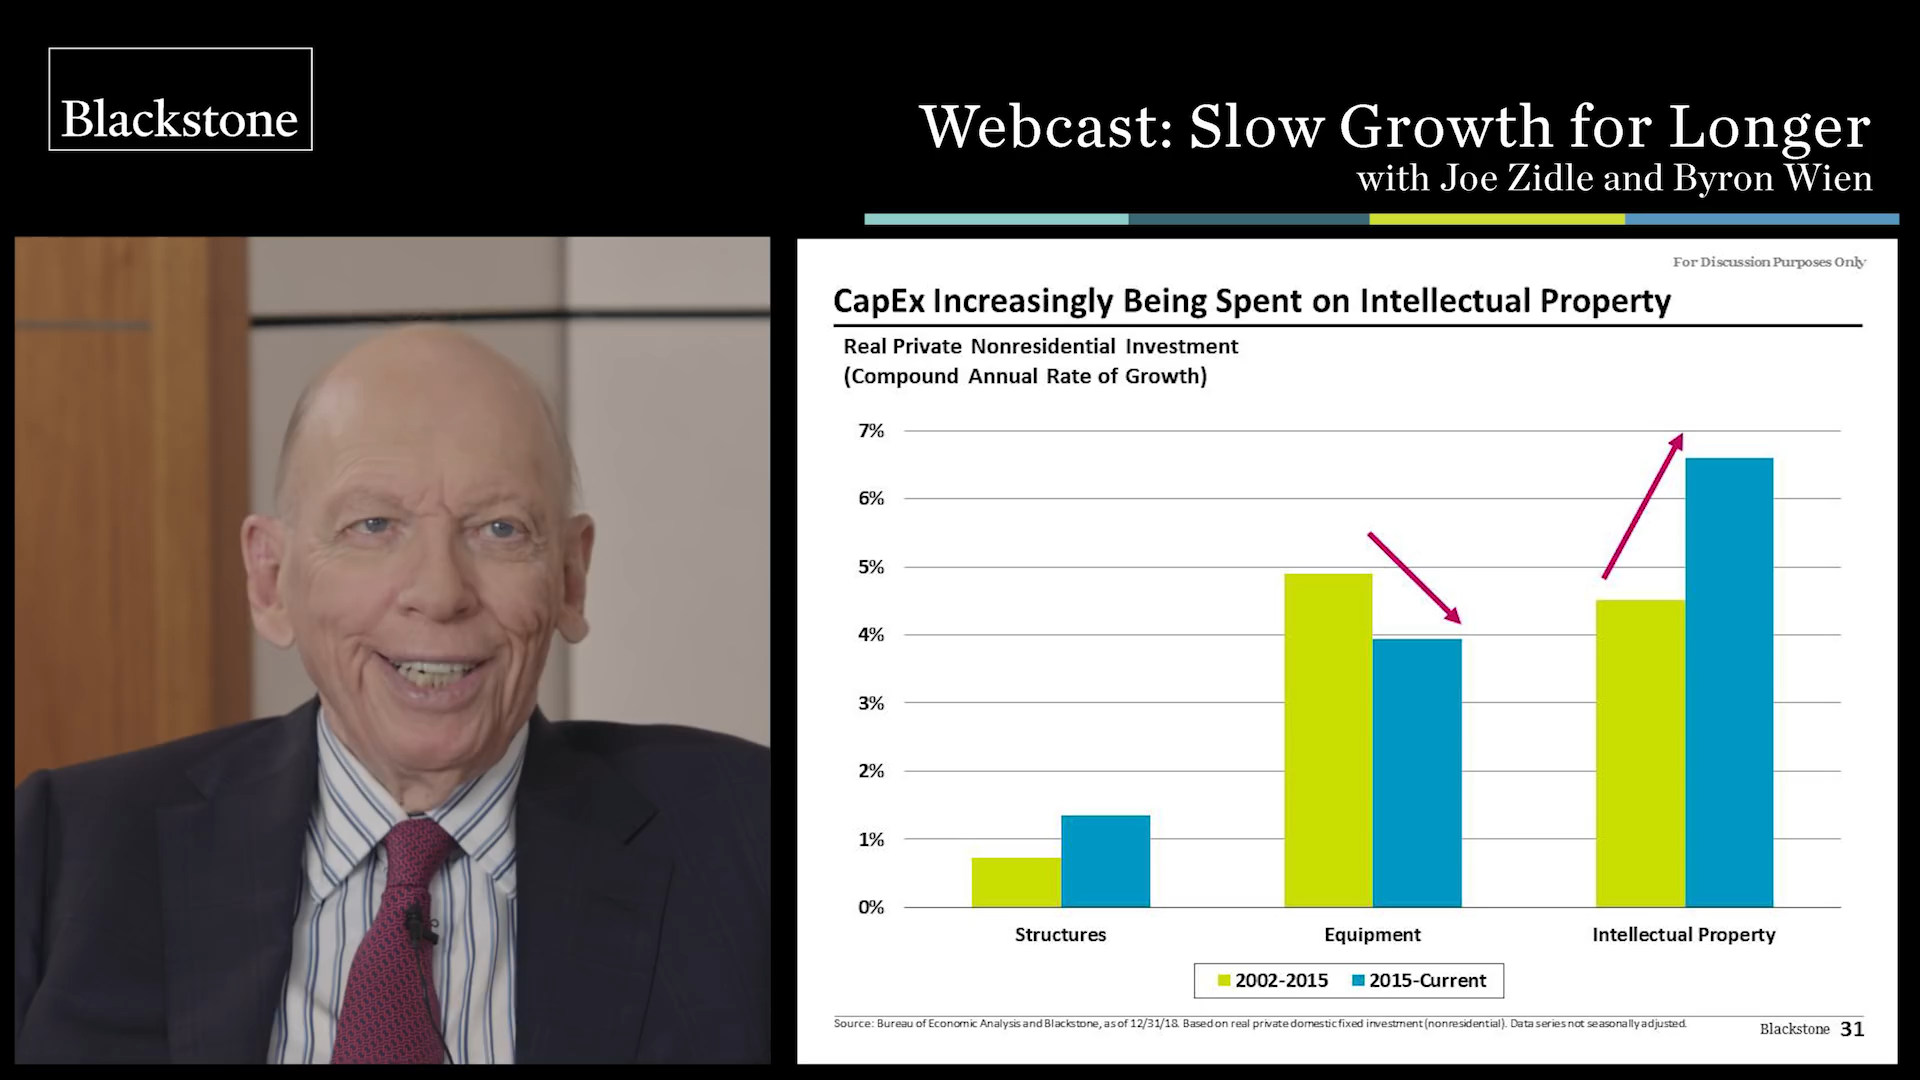 Blackstone
Webcast: Slow Growth for Longer
with Joe Zidle and Byron Wien
For Discussion Purposes Only
CapEx Increasingly Being Spent on Intellectual Property
Real Private Nonresidential Investment
(Compound Annual Rate of Growth)
7%
6%
5%
4%
3%
2%
1%
0%
Structures Equipment Intellectual Property
2002-2015 2015-Current
Source: Bureau of Economic Analysis and Blackstone, as of 12/31/18. Based on real private domestic fixed investment (nonresidential). Data series not seasonally adjusted.
Blackstone 31